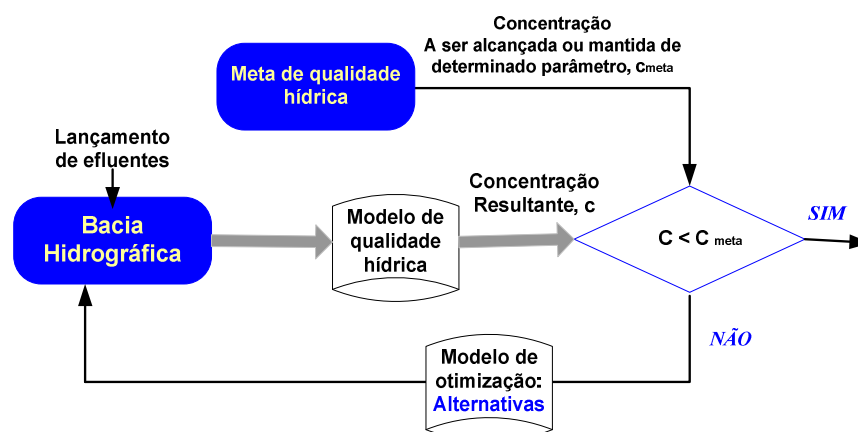 Concentração
A ser alcançada ou mantida de
determinado parâmetro, cmeta
Meta de qualidade
hídrica
Lançamento
de efluentes
Bacia
Hidrográfica
Modelo de
qualidade
hídrica
Concentração
Resultante, c
C < C meta
SIM
NÃO
Modelo de
otimização:
Alternativas